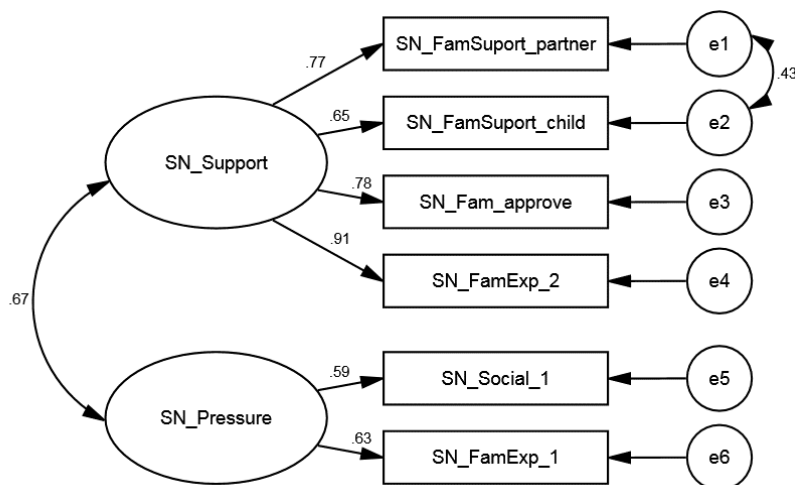 SN_FamSuport_partner
e1
.77
.43
.65
SN_FamSuport_child
e2
SN_Support
.78
SN_Fam_approve
e3
.91
SN_FamExp_2
e4
.67
.59
SN_Social_1
e5
SN_Pressure
.63
SN_FamExp_1
e6